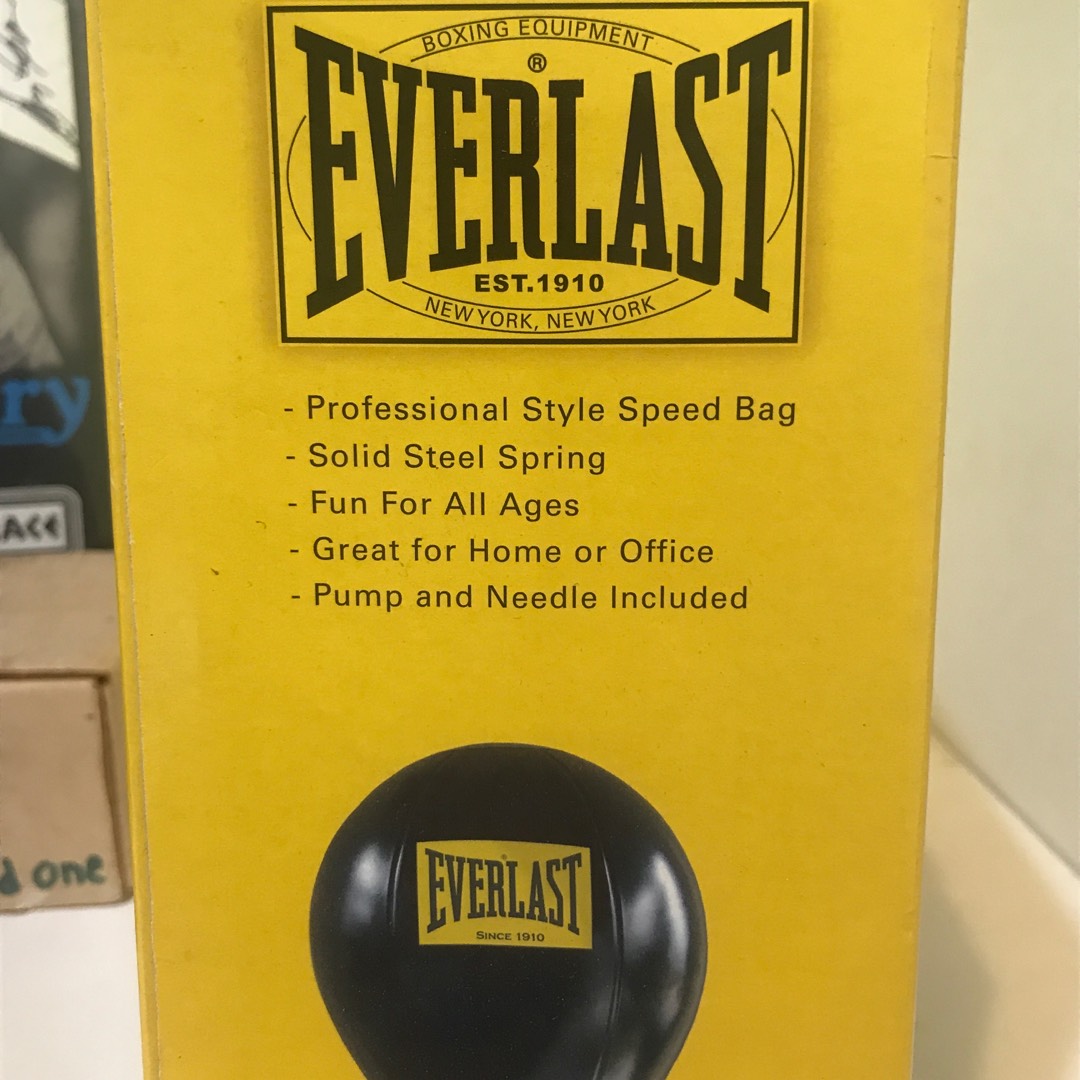 BOXING EQUIPMENT
®
EVERLAST
EST.1910
NEW YORK, NEW YORK
- Professional Style Speed Bag
- Solid Steel Spring
- Fun For All Ages
- Great for Home or Office
- Pump and Needle Included
EVERLAST
SINCE 1910
ry
one